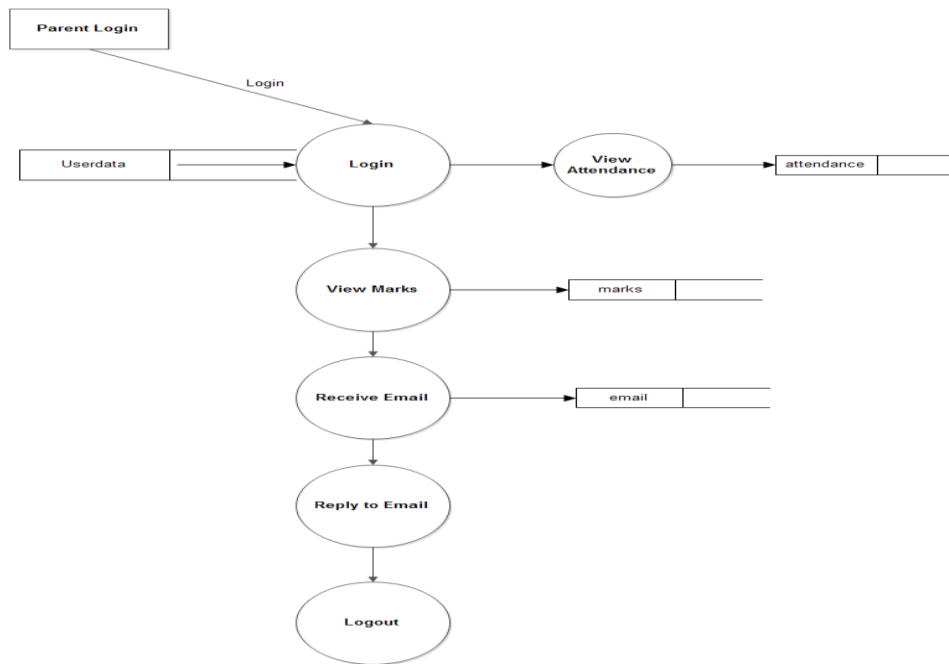 Parent Login
Login
Userdata
Login
View
Attendance
attendance
View Marks
marks
Receive Email
email
Reply to Email
Logout